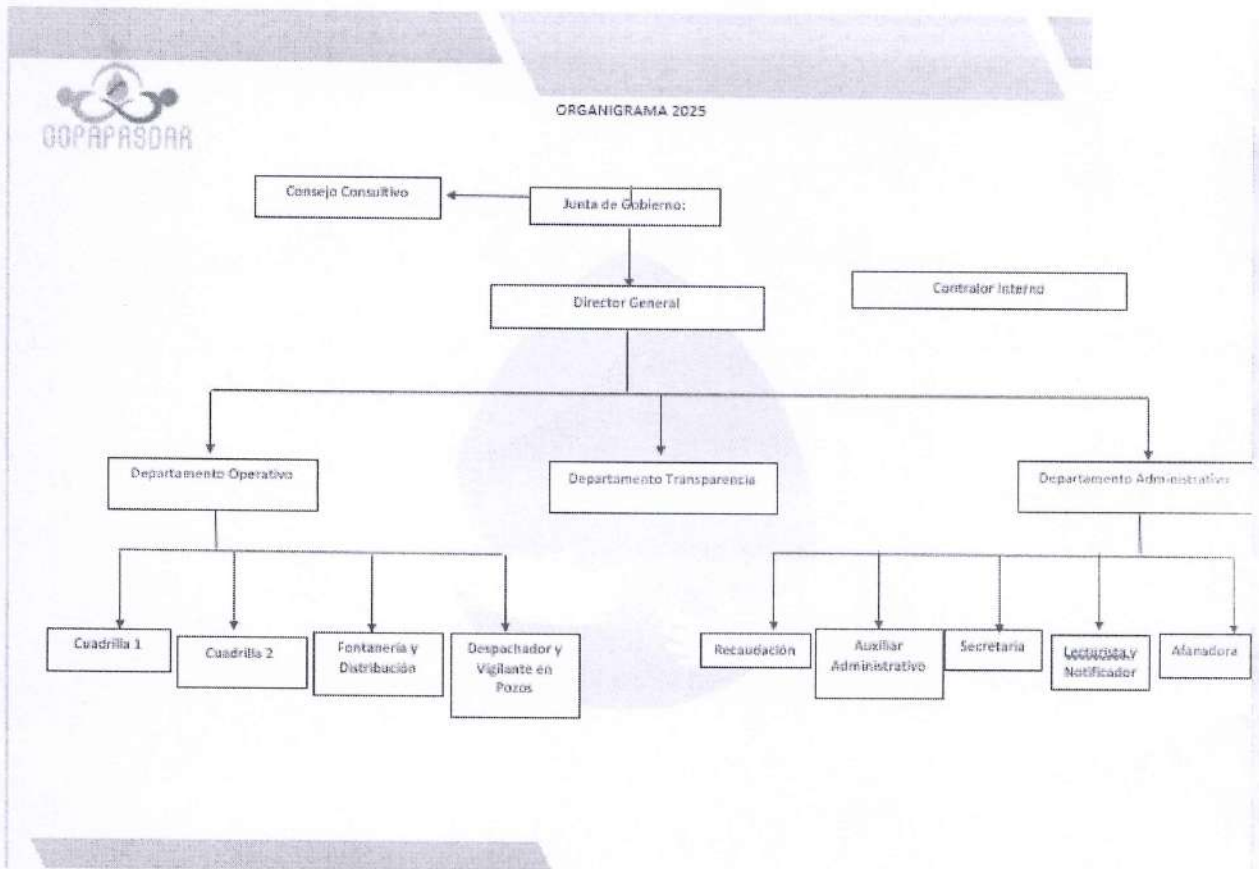 ORGANIGRAMA 2025
COPAPASDAR
Consejo Consultivo
Junta de Gobierno:
Director General
Contralor Interno
Departamento Operativo
Departamento Transparencia
Departamento Administrativo
Cuadrilla 1
Cuadrilla 2
Fontanería y
Distribución
Despachador y
Vigilante en
Pozos
Recaudación
Auxiliar
Administrativo
Secretaria
Lecturista y
Notificador
Afanadora